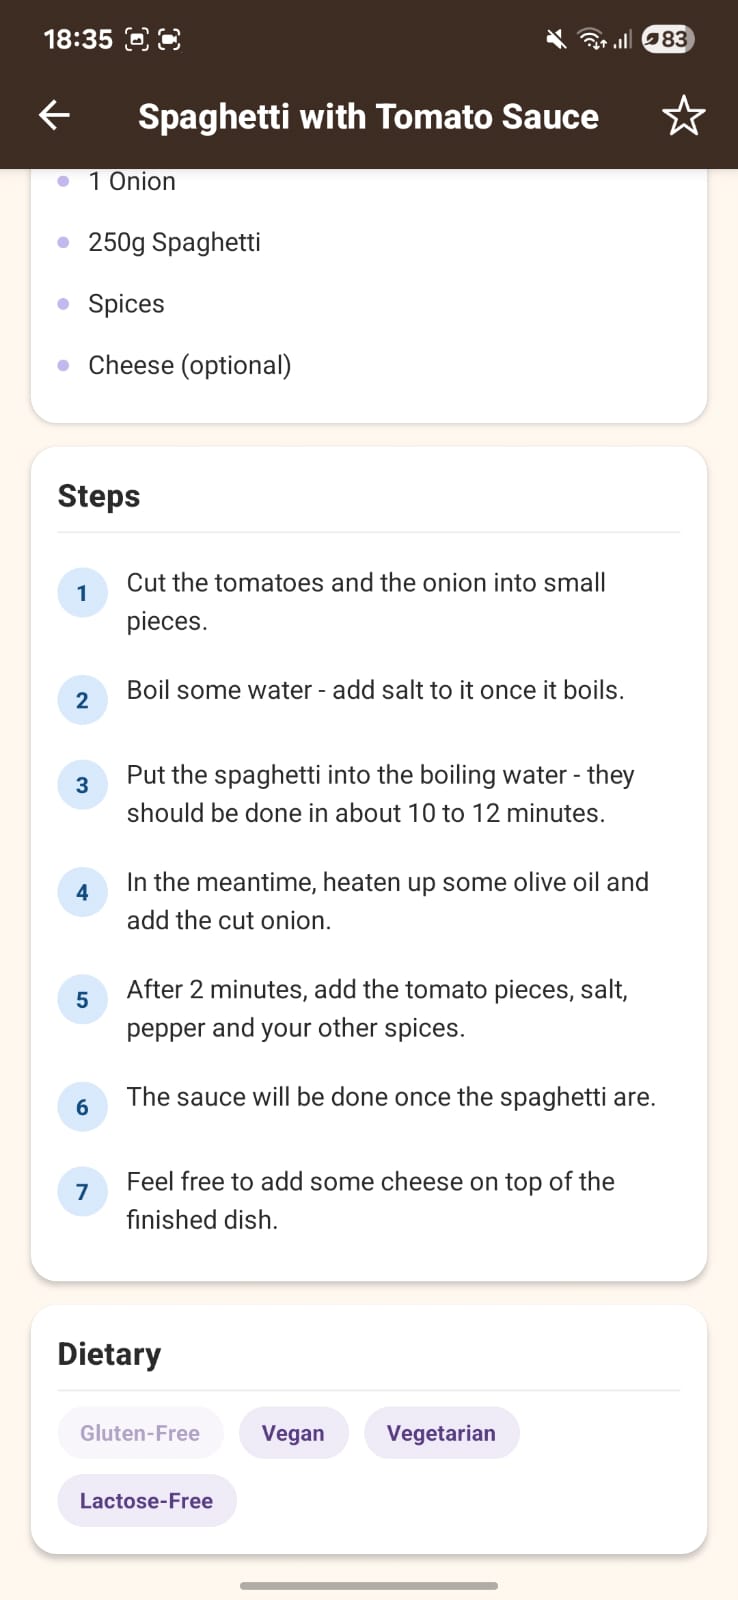 18:35
83
Spaghetti with Tomato Sauce
1 Onion
250g Spaghetti
Spices
Cheese (optional)
Steps
1
Cut the tomatoes and the onion into small
pieces.
2
Boil some water - add salt to it once it boils.
3
Put the spaghetti into the boiling water - they
should be done in about 10 to 12 minutes.
4
In the meantime, heaten up some olive oil and
add the cut onion.
5
After 2 minutes, add the tomato pieces, salt,
pepper and your other spices.
6
The sauce will be done once the spaghetti are.
7
Feel free to add some cheese on top of the
finished dish.
Dietary
Gluten-Free Vegan Vegetarian
Lactose-Free